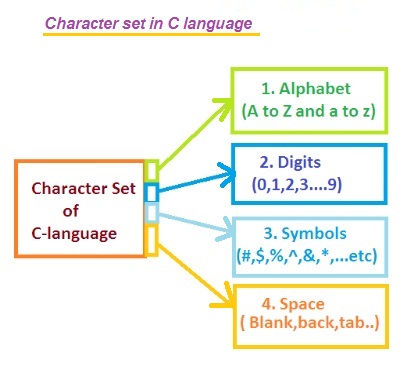 Character set in C language
1. Alphabet
(A to Z and a to z)
2. Digits
(0,1,2,3....9)
Character Set
of
C-language
3. Symbols
(#,$,%,^,&,*,...etc)
4. Space
( Blank,back,tab..)